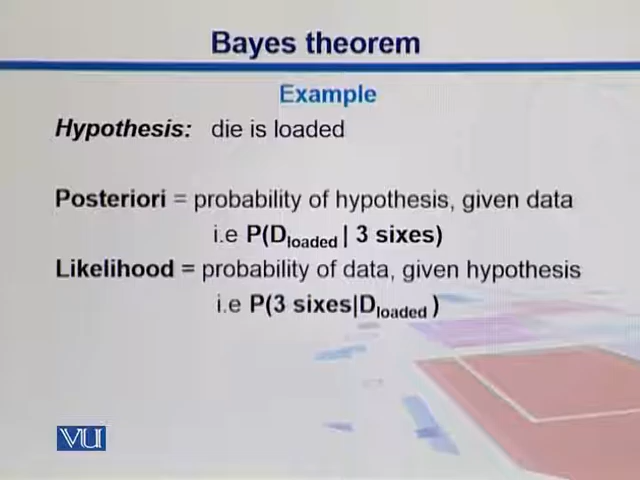 Bayes theorem
Example
Hypothesis: die is loaded
Posteriori = probability of hypothesis, given data
i.e P(Dloaded | 3 sixes)
Likelihood = probability of data, given hypothesis
i.e P(3 sixes|Dloaded )
VU